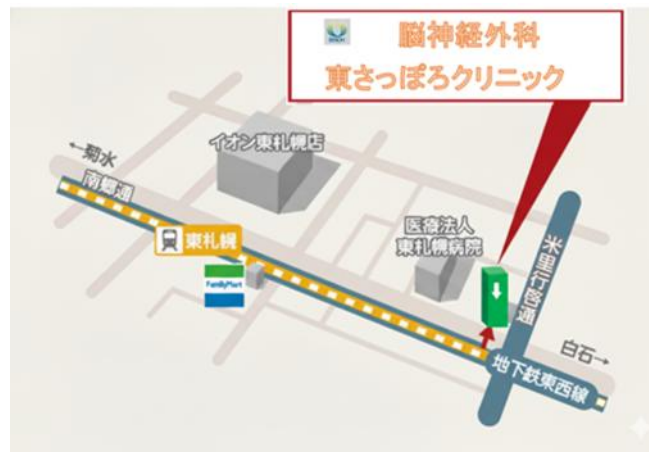 脳神経外科
東さっぽろクリニック
イオン東札幌店
←菊水
南郷通
東札幌
FamilyMart
医療法人
東札幌病院
米里行啓通
白石→
地下鉄東西線